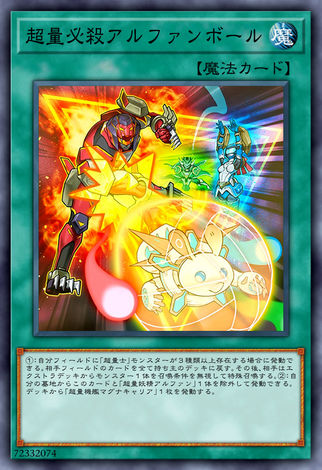 超量必殺アルファンボール
魔
【魔法カード】
①:自分フィールドに「超量士」モンスターが3種類以上存在する場合に発動で
きる。相手フィールドのカードを全て持ち主のデッキに戻す。その後、相手はエ
クストラデッキからモンスター1体を召喚条件を無視して特殊召喚する。②:自
分の墓地からこのカードと「超量妖精アルファン」1体を除外して発動できる。
デッキから「超量機艦マグナキャリア」1枚を発動する。
72332074